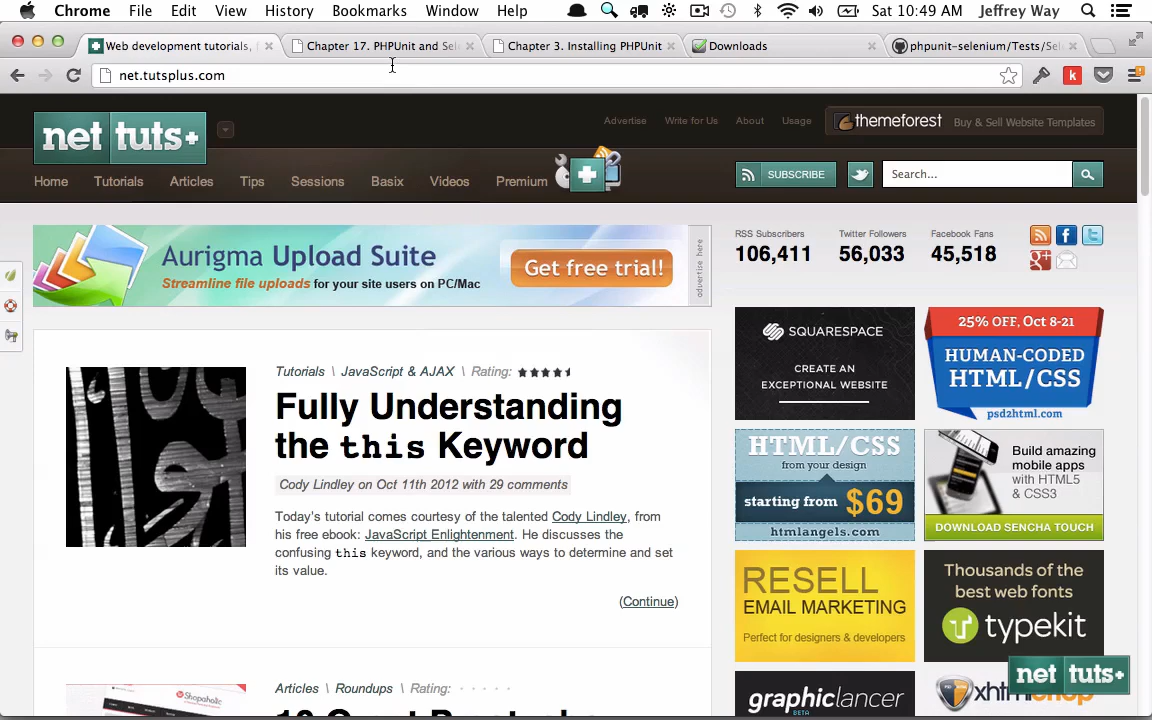 Chrome File Edit View History Bookmarks Window Help Sat 10:49 AM Jeffrey Way
Web development tutorials, Chapter 17. PHPUnit and Sel Chapter 3. Installing PHPUnit Downloads phpunit-selenium/Tests/Sel
net.tutsplus.com
net tuts+
Advertise Write for Us About Usage themeforest Buy & Sell Website Templates
Home Tutorials Articles Tips Sessions Basix Videos Premium SUBSCRIBE Search...
Aurigma Upload Suite
Streamline file uploads for your site users on PC/Mac
Get free trial!
advertise here
RSS Subscribers Twitter Followers Facebook Fans
106,411 56,033 45,518
Tutorials \ JavaScript & AJAX \ Rating:
Fully Understanding
the this Keyword
Cody Lindley on Oct 11th 2012 with 29 comments
Today's tutorial comes courtesy of the talented Cody Lindley, from
his free ebook: JavaScript Enlightenment. He discusses the
confusing this keyword, and the various ways to determine and set
its value.
(Continue)
Articles \ Roundups \ Rating:
Shopaholic
SQUARESPACE
CREATE AN
EXCEPTIONAL WEBSITE
25% OFF, Oct 8-21
HUMAN-CODED
HTML/CSS
psd2html.com
HTML/CSS
from your design
starting from $69
htmlangels.com
Build amazing
mobile apps
with HTML5
& CSS3
DOWNLOAD SENCHA TOUCH
RESELL
EMAIL MARKETING
Perfect for designers & developers
Thousands of the
best web fonts
typekit
graphiclancer
BETA
net tuts+